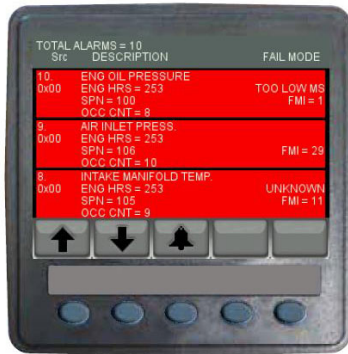 TOTAL ALARMS = 10
Src DESCRIPTION FAIL MODE
10. ENG OIL PRESSURE
0x00 ENG HRS = 253 TOO LOW MS
SPN = 100 FMI = 1
OCC CNT = 8
9. AIR INLET PRESS.
0x00 ENG HRS = 253
SPN = 106 FMI = 29
OCC CNT = 10
8. INTAKE MANIFOLD TEMP.
0x00 ENG HRS = 253 UNKNOWN
SPN = 105 FMI = 11
OCC CNT = 9